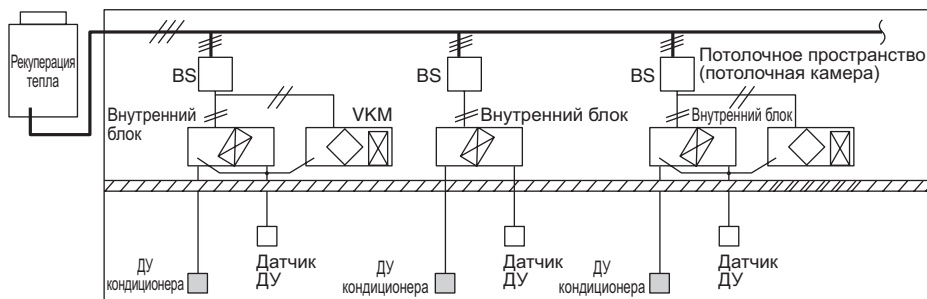 Рекуперация
тепла
BS
BS
BS
Потолочное пространство
(потолочная камера)
Внутренний
блок
VKM
Внутренний блок
Внутренний блок
ДУ
кондиционера
Датчик
ДУ
ДУ
кондиционера
Датчик
ДУ
ДУ
кондиционера
Датчик
ДУ